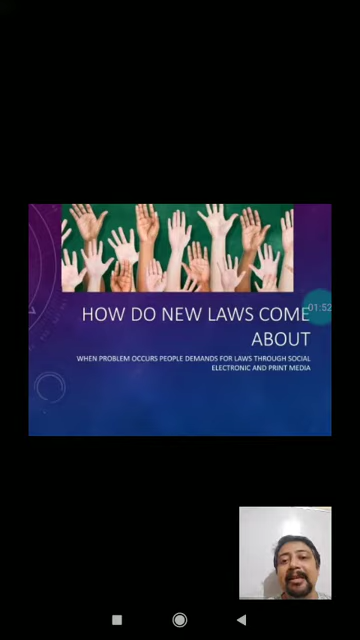 HOW DO NEW LAWS COME
ABOUT
WHEN PROBLEM OCCURS PEOPLE DEMANDS FOR LAWS THROUGH SOCIAL
ELECTRONIC AND PRINT MEDIA
01:52